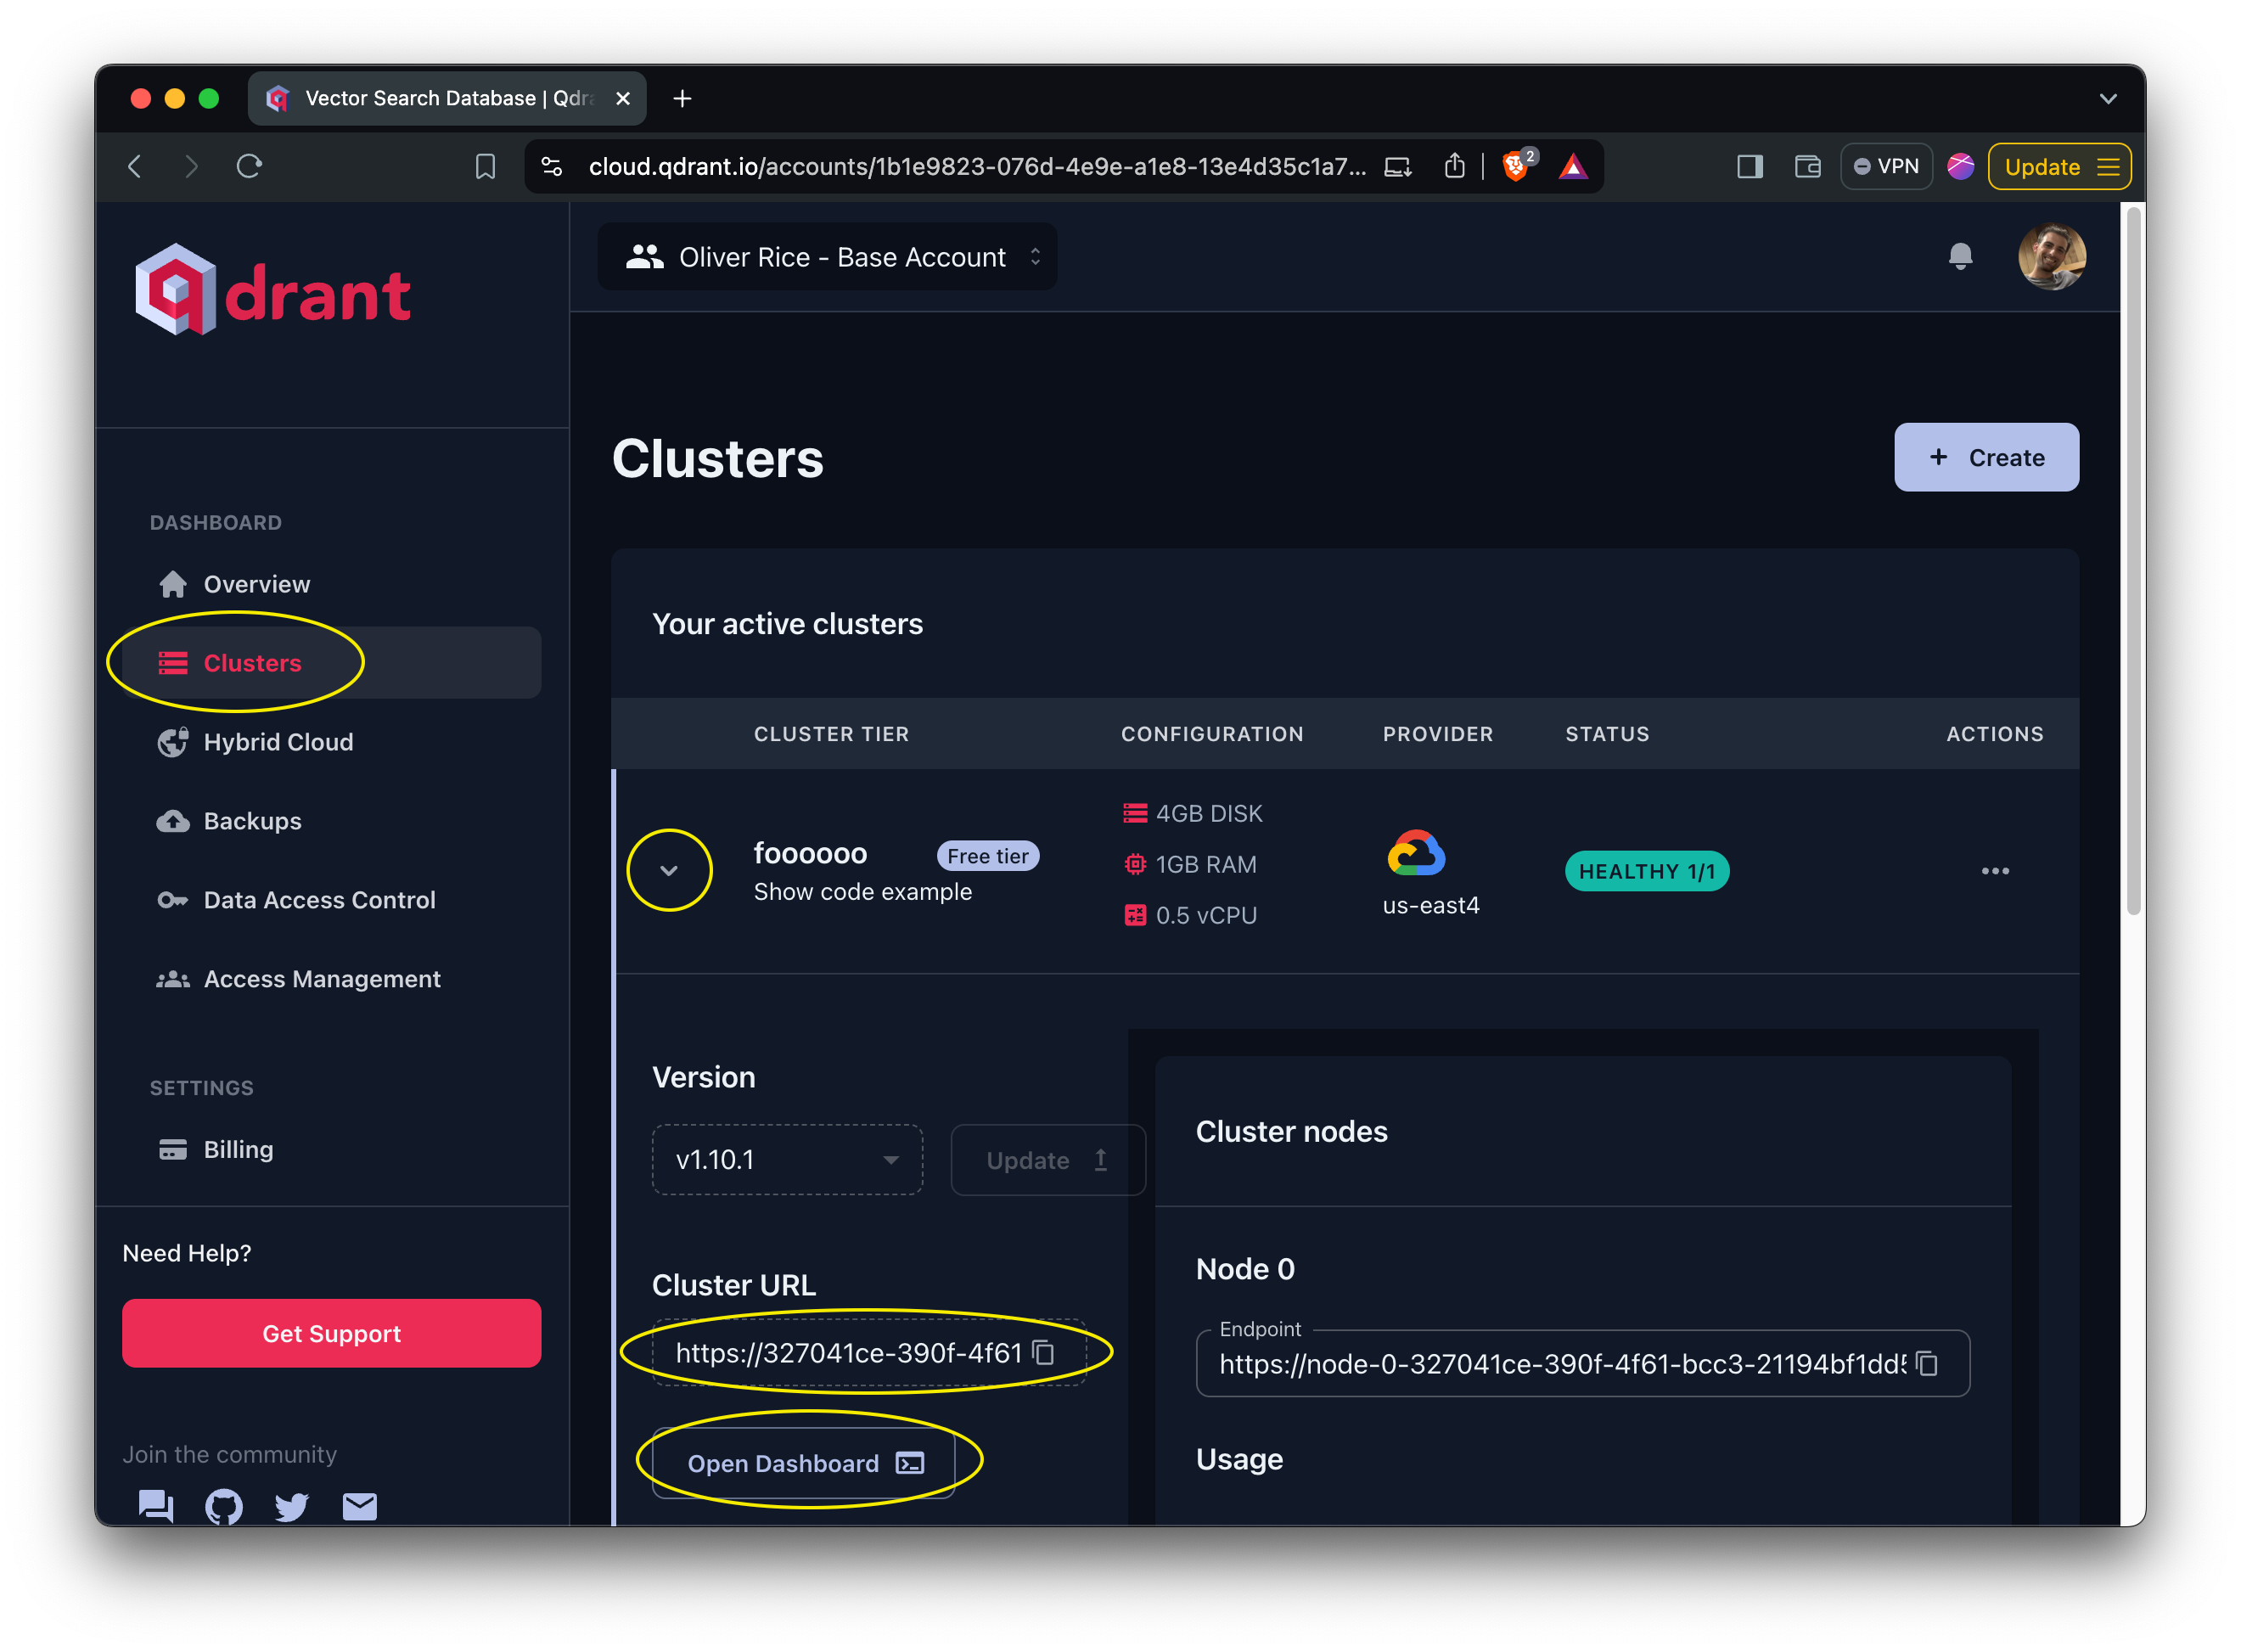 Vector Search Database | Qdr
cloud.qdrant.io/accounts/1b1e9823-076d-4e9e-a1e8-13e4d35c1a7...
2
VPN
Update
qdrant
Oliver Rice - Base Account
DASHBOARD
Overview
Clusters
Hybrid Cloud
Backups
Data Access Control
Access Management
SETTINGS
Billing
Need Help?
Get Support
Join the community
Clusters
+ Create
Your active clusters
CLUSTER TIER CONFIGURATION PROVIDER STATUS ACTIONS
foooooo Free tier
Show code example
4GB DISK
1GB RAM
0.5 vCPU
us-east4
HEALTHY 1/1
Version
v1.10.1
Update
Cluster URL
https://327041ce-390f-4f61
Open Dashboard
Cluster nodes
Node 0
Endpoint
https://node-0-327041ce-390f-4f61-bcc3-21194bf1dd
Usage